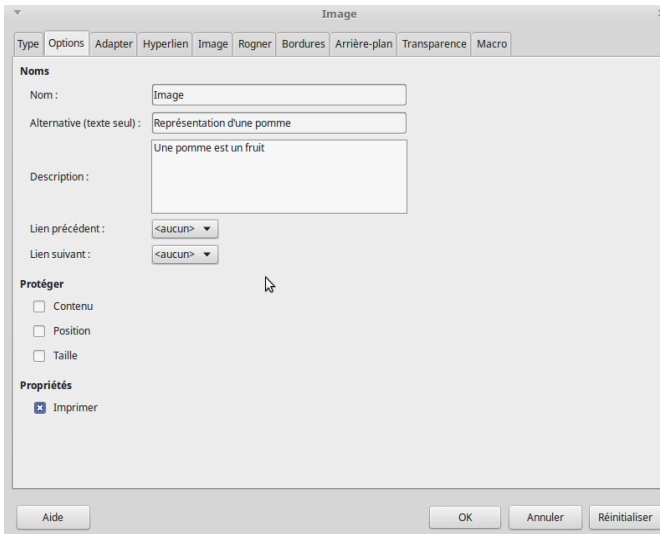 Image
Type Options Adapter Hyperlien Image Rogner Bordures Arrière-plan Transparence Macro
Noms
Nom : Image
Alternative (texte seul) : Représentation d'une pomme
Description : Une pomme est un fruit
Lien précédent : <aucun>
Lien suivant : <aucun>
Protéger
Contenu
Position
Taille
Propriétés
Imprimer
Aide OK Annuler Réinitialiser